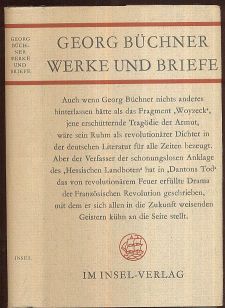 GEORG
BÜCH-
NER
WERKE
UND
BRIEFE
INSEL
GEORG BÜCHNER
WERKE UND BRIEFE
Auch wenn Georg Büchner nichts anderes
hinterlassen hätte als das Fragment „Woyzeck“,
jene erschütternde Tragödie der Armut,
wäre sein Ruhm als revolutionärer Dichter in
der deutschen Literatur für alle Zeiten bezeugt.
Aber der Verfasser der schonungslosen Anklage
des „Hessischen Landboten“ hat in „Dantons Tod“
das von revolutionärem Feuer erfüllte Drama
der Französischen Revolution geschrieben,
mit dem er sich allen in die Zukunft weisenden
Geistern kühn an die Seite stellt.
IM INSEL-VERLAG